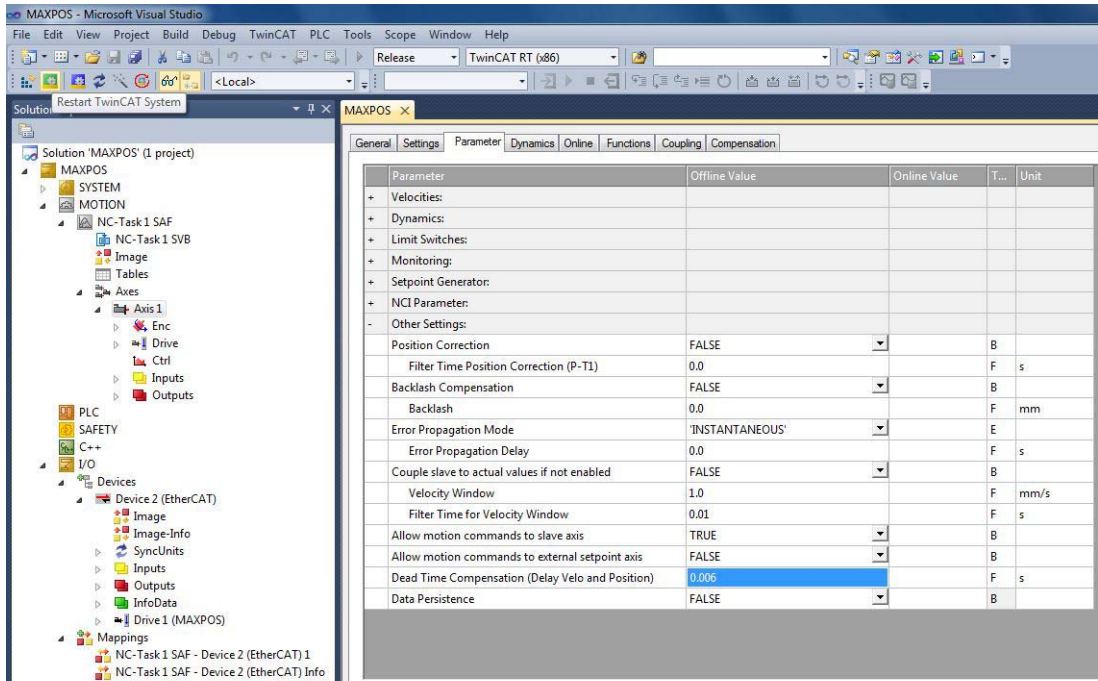 MAXPOS - Microsoft Visual Studio
File Edit View Project Build Debug TwinCAT PLC Tools Scope Window Help
Release TwinCAT RT (x86)
<Local>
Restart TwinCAT System
Solution
MAXPOS
General Settings Parameter Dynamics Online Functions Coupling Compensation
Solution 'MAXPOS' (1 project)
MAXPOS
SYSTEM
MOTION
NC-Task 1 SAF
NC-Task 1 SVB
Image
Tables
Axes
Axis 1
Enc
Drive
Ctrl
Inputs
Outputs
PLC
SAFETY
C++
I/O
Devices
Device 2 (EtherCAT)
Image
Image-Info
SyncUnits
Inputs
Outputs
InfoData
Drive 1 (MAXPOS)
Mappings
NC-Task 1 SAF - Device 2 (EtherCAT) 1
NC-Task 1 SAF - Device 2 (EtherCAT) Info
Parameter Offline Value Online Value T... Unit
+ Velocities:
+ Dynamics:
+ Limit Switches:
+ Monitoring:
+ Setpoint Generator:
+ NCI Parameter:
- Other Settings:
Position Correction FALSE B
Filter Time Position Correction (P-T1) 0.0 F s
Backlash Compensation FALSE B
Backlash 0.0 F mm
Error Propagation Mode 'INSTANTANEOUS' E
Error Propagation Delay 0.0 F s
Couple slave to actual values if not enabled FALSE B
Velocity Window 1.0 F mm/s
Filter Time for Velocity Window 0.01 F s
Allow motion commands to slave axis TRUE B
Allow motion commands to external setpoint axis FALSE B
Dead Time Compensation (Delay Velo and Position) 0.006 F s
Data Persistence FALSE B